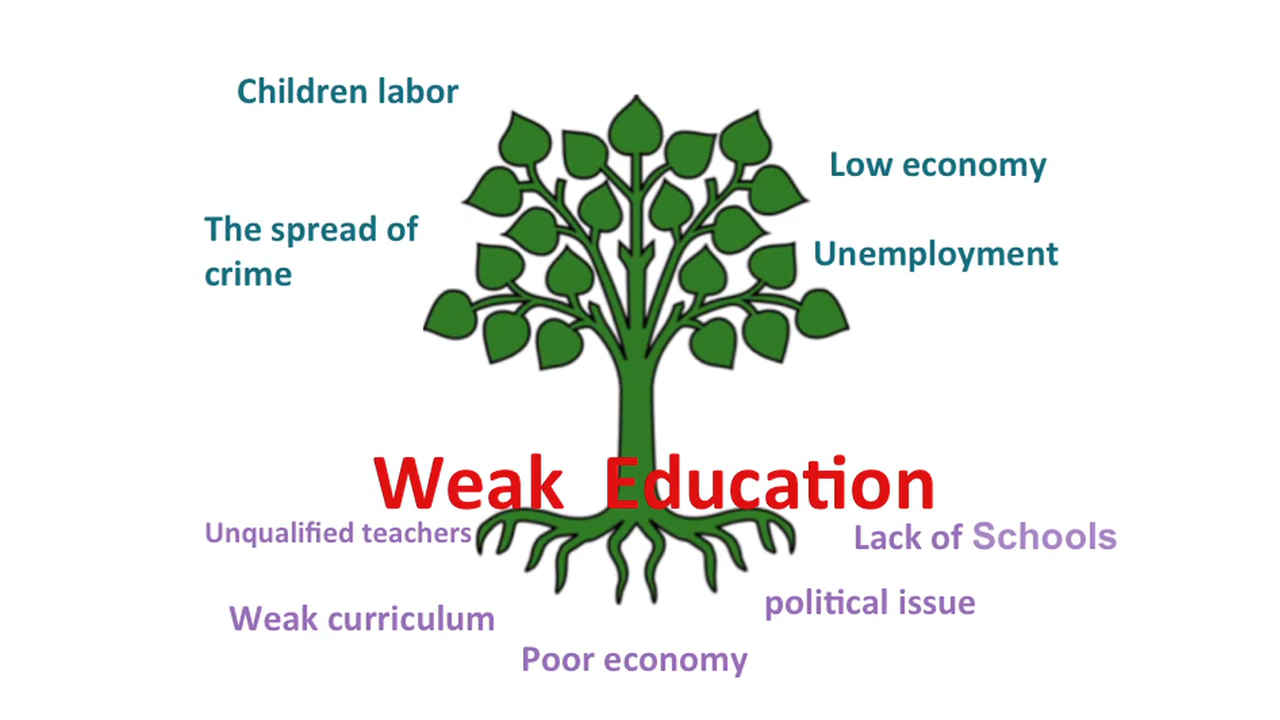 Children labor
Low economy
The spread of
crime
Unemployment
Weak Education
Unqualified teachers
Lack of Schools
political issue
Weak curriculum
Poor economy